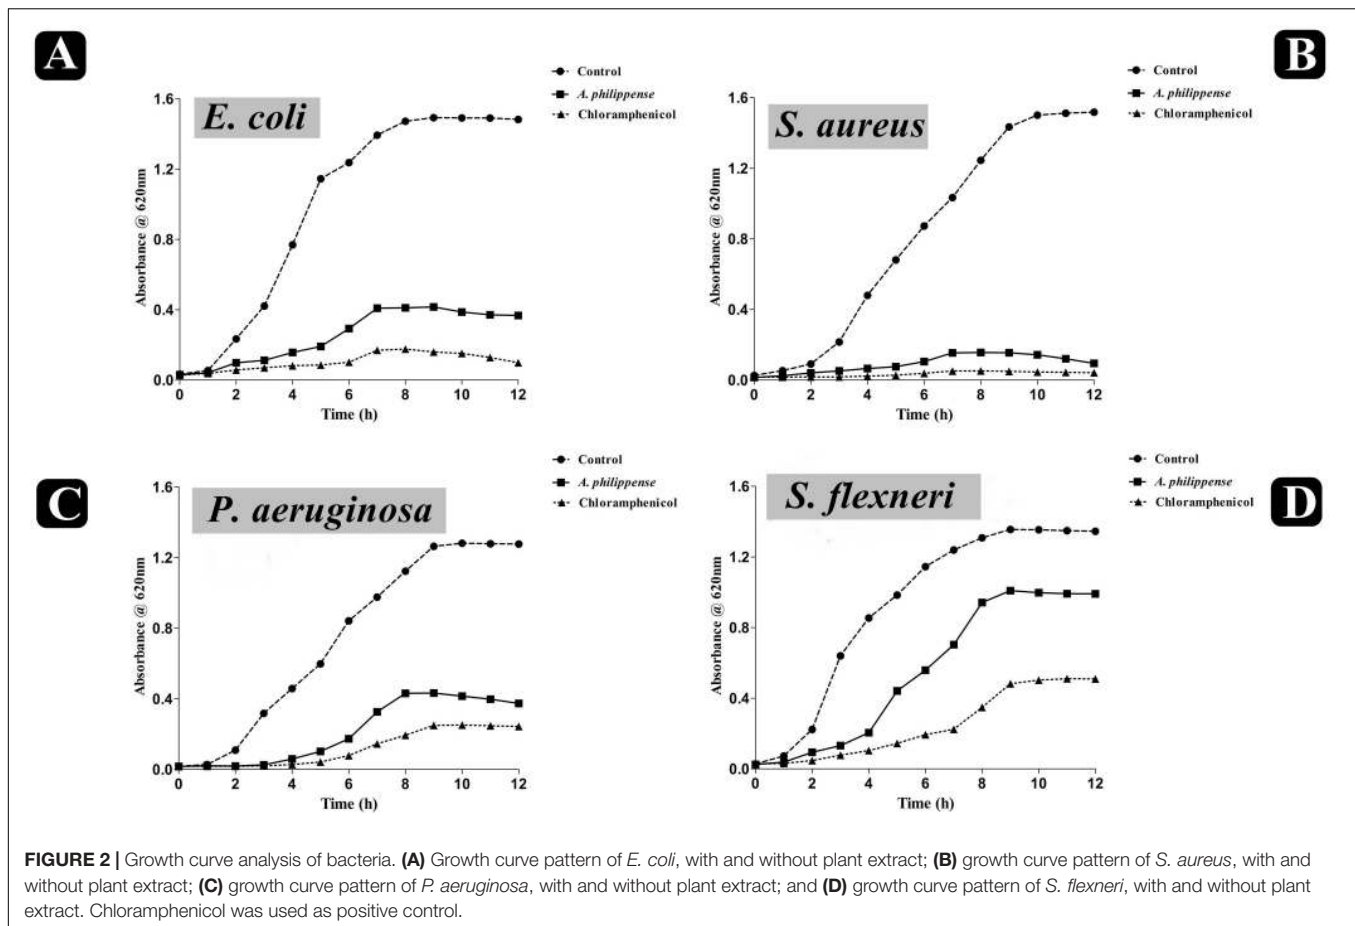 A
B
Control
A. philippense
Chloramphenicol
E. coli
1.6
1.2
0.8
0.4
0.0
Absorbance @ 620nm
0 2 4 6 8 10 12
Time (h)
Control
A. philippense
Chloramphenicol
S. aureus
1.6
1.2
0.8
0.4
0.0
Absorbance @ 620nm
0 2 4 6 8 10 12
Time (h)
C
D
Control
A. philippense
Chloramphenicol
P. aeruginosa
1.6
1.2
0.8
0.4
0.0
Absorbance @ 620nm
0 2 4 6 8 10 12
Time (h)
Control
A. philippense
Chloramphenicol
S. flexneri
1.6
1.2
0.8
0.4
0.0
Absorbance @ 620nm
0 2 4 6 8 10 12
Time (h)
FIGURE 2 | Growth curve analysis of bacteria. (A) Growth curve pattern of E. coli, with and without plant extract; (B) growth curve pattern of S. aureus, with and
without plant extract; (C) growth curve pattern of P. aeruginosa, with and without plant extract; and (D) growth curve pattern of S. flexneri, with and without plant
extract. Chloramphenicol was used as positive control.